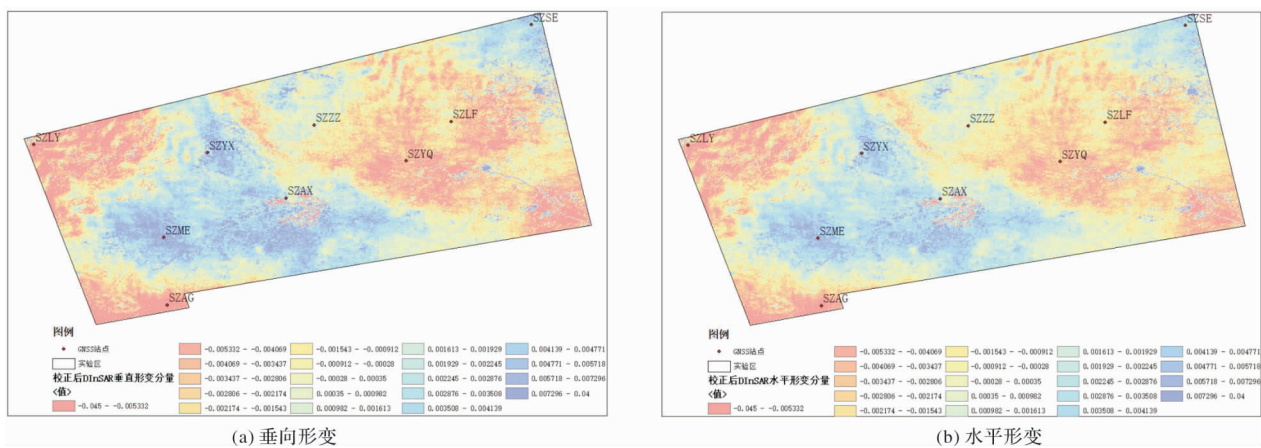 SZSE
SZLF
SZZZ
SZLY
SZYX
SZYQ
SZAX
SZME
SZAG
图例
GNSS站点
实验区
校正后DInSAR垂直形变分量
<值>
-0.045 - -0.005332
-0.005332 - -0.004069
-0.004069 - -0.003437
-0.003437 - -0.002806
-0.002806 - -0.002174
-0.002174 - -0.001543
-0.001543 - -0.000912
-0.000912 - -0.00028
-0.00028 - 0.00035
0.00035 - 0.000982
0.000982 - 0.001613
0.001613 - 0.001929
0.001929 - 0.002245
0.002245 - 0.002876
0.002876 - 0.003508
0.003508 - 0.004139
0.004139 - 0.004771
0.004771 - 0.005718
0.005718 - 0.007296
0.007296 - 0.04
(a) 垂向形变
SZSE
SZLF
SZZZ
SZLY
SZYX
SZYQ
SZAX
SZME
SZAG
图例
GNSS站点
实验区
校正后DInSAR水平形变分量
<值>
-0.045 - -0.005332
-0.005332 - -0.004069
-0.004069 - -0.003437
-0.003437 - -0.002806
-0.002806 - -0.002174
-0.002174 - -0.001543
-0.001543 - -0.000912
-0.000912 - -0.00028
-0.00028 - 0.00035
0.00035 - 0.000982
0.000982 - 0.001613
0.001613 - 0.001929
0.001929 - 0.002245
0.002245 - 0.002876
0.002876 - 0.003508
0.003508 - 0.004139
0.004139 - 0.004771
0.004771 - 0.005718
0.005718 - 0.007296
0.007296 - 0.04
(b) 水平形变